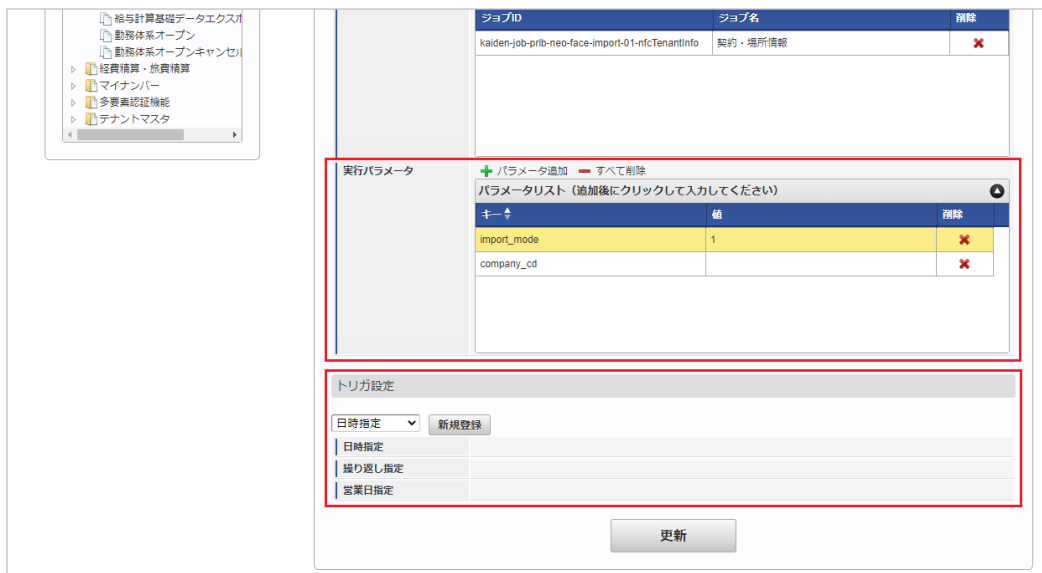 給与計算基礎データエクスポ
勤務体系オープン
勤務体系オープンキャンセル
経費精算・旅費精算
マイナンバー
多要素認証機能
テナントマスタ
ジョブID ジョブ名 削除
kaiden-job-prlb-neo-face-import-01-nfcTenantInfo 契約・場所情報
実行パラメータ
パラメータ追加 すべて削除
パラメータリスト（追加後にクリックして入力してください）
キー 値 削除
import_mode 1
company_cd
トリガ設定
日時指定 新規登録
日時指定
繰り返し指定
営業日指定
更新